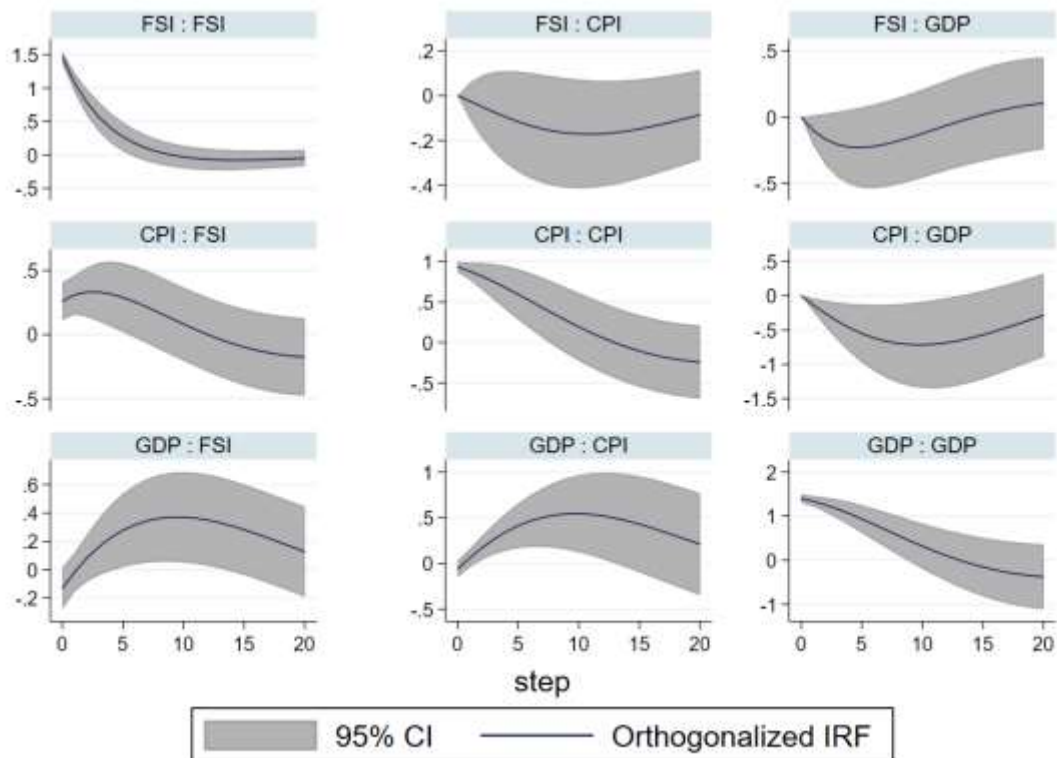 FSI : FSI
FSI : CPI
FSI : GDP
1.5
1
.5
0
-.5
.2
0
-.2
-.4
.5
0
-.5
CPI : FSI
CPI : CPI
CPI : GDP
.5
0
-.5
1
.5
0
-.5
.5
0
-.5
-1
-1.5
GDP : FSI
GDP : CPI
GDP : GDP
.6
.4
.2
0
-.2
1
.5
0
-.5
2
1
0
-1
0 5 10 15 20
0 5 10 15 20
0 5 10 15 20
step
95% CI
Orthogonalized IRF